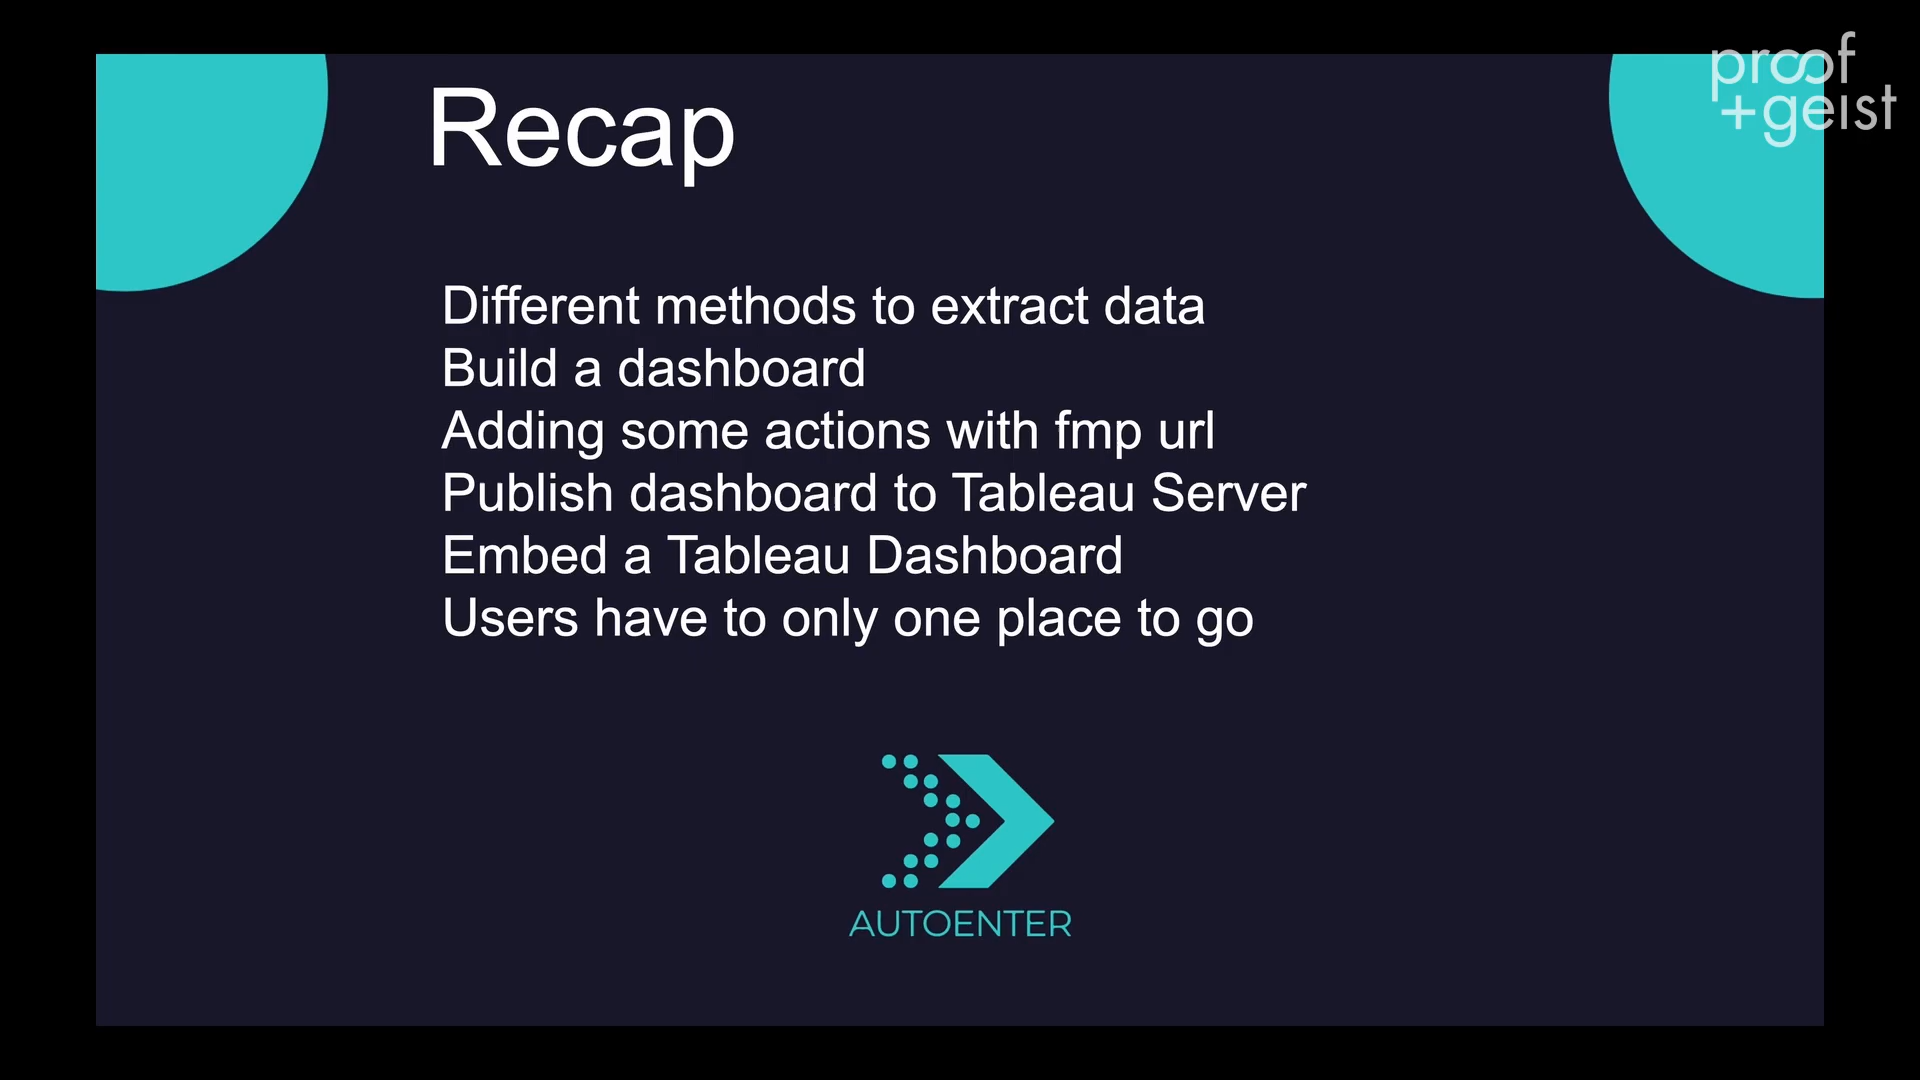 proof
+geist
Recap
Different methods to extract data
Build a dashboard
Adding some actions with fmp url
Publish dashboard to Tableau Server
Embed a Tableau Dashboard
Users have to only one place to go
AUTOENTER